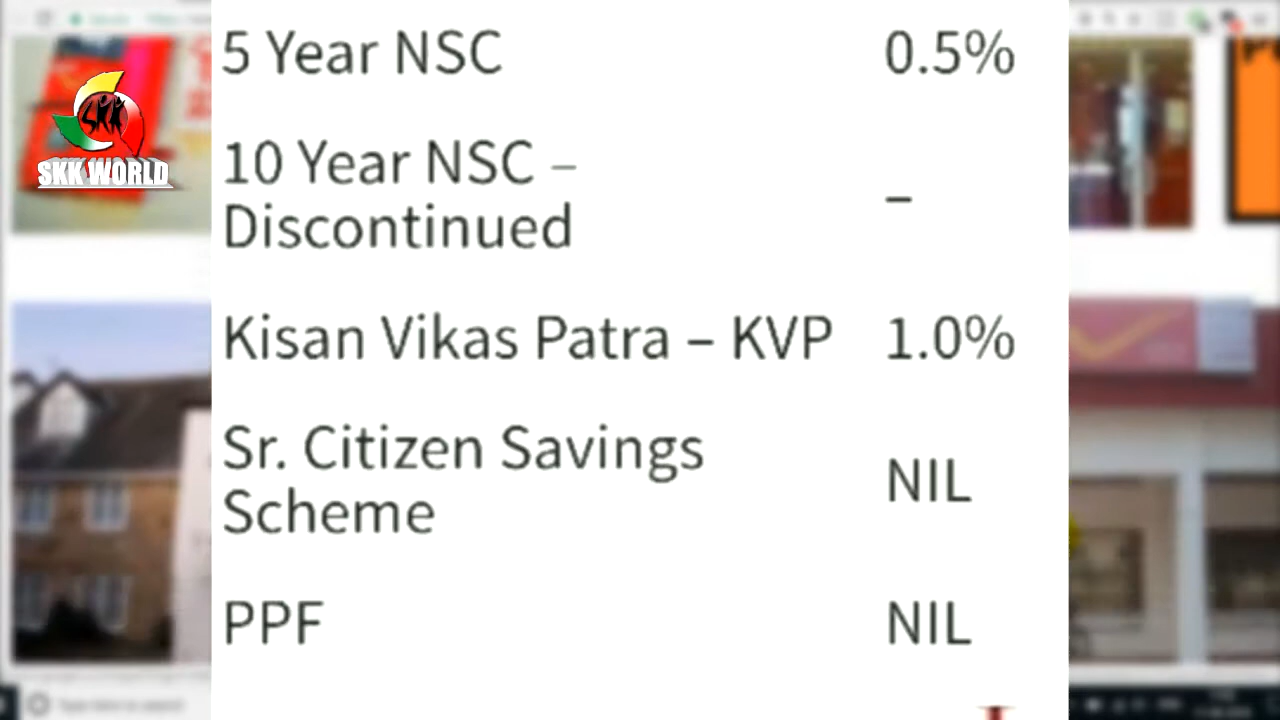 5 Year NSC 0.5%
10 Year NSC –
Discontinued –
Kisan Vikas Patra – KVP 1.0%
Sr. Citizen Savings
Scheme NIL
PPF NIL
SKK
SKK WORLD